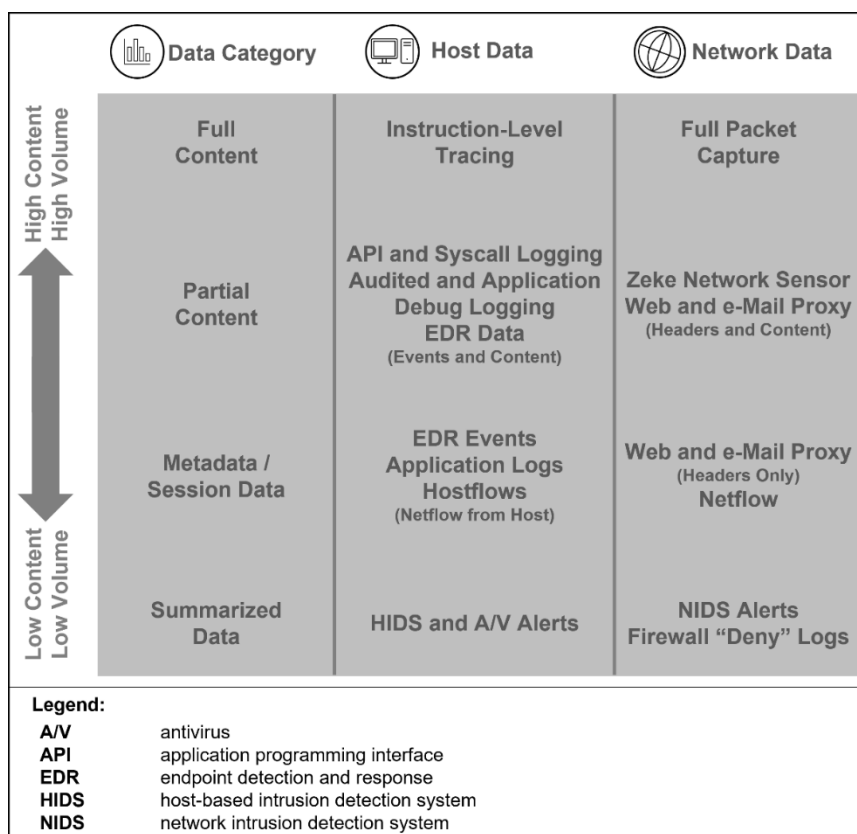 Data Category
Host Data
Network Data
High Content
High Volume
Full
Content
Instruction-Level
Tracing
Full Packet
Capture
Partial
Content
API and Syscall Logging
Audited and Application
Debug Logging
EDR Data
(Events and Content)
Zeke Network Sensor
Web and e-Mail Proxy
(Headers and Content)
Metadata /
Session Data
EDR Events
Application Logs
Hostflows
(Netflow from Host)
Web and e-Mail Proxy
(Headers Only)
Netflow
Low Content
Low Volume
Summarized
Data
HIDS and A/V Alerts
NIDS Alerts
Firewall “Deny” Logs
Legend:
A/V antivirus
API application programming interface
EDR endpoint detection and response
HIDS host-based intrusion detection system
NIDS network intrusion detection system